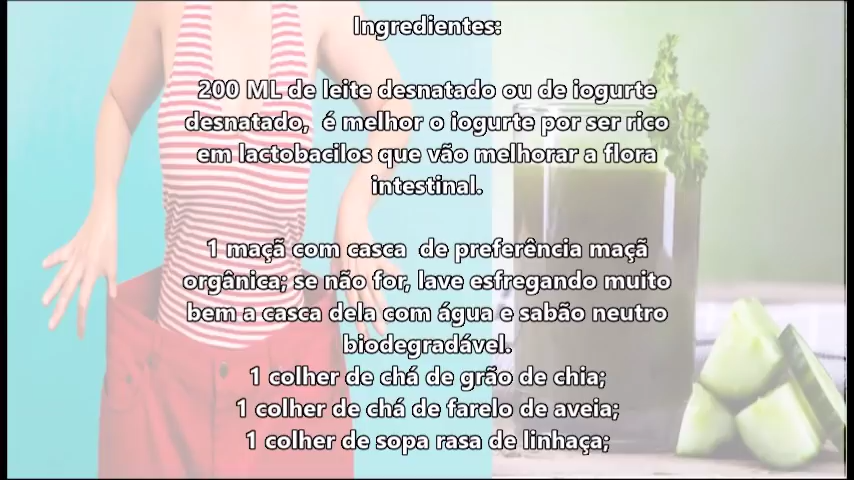 Ingredientes:
200 ML de leite desnatado ou de iogurte
desnatado,  é melhor o iogurte por ser rico
em lactobacilos que vão melhorar a flora
intestinal.
1 maçã com casca  de preferência maçã
orgânica; se não for, lave esfregando muito
bem a casca dela com água e sabão neutro
biodegradável.
1 colher de chá de grão de chia;
1 colher de chá de farelo de aveia;
1 colher de sopa rasa de linhaça;